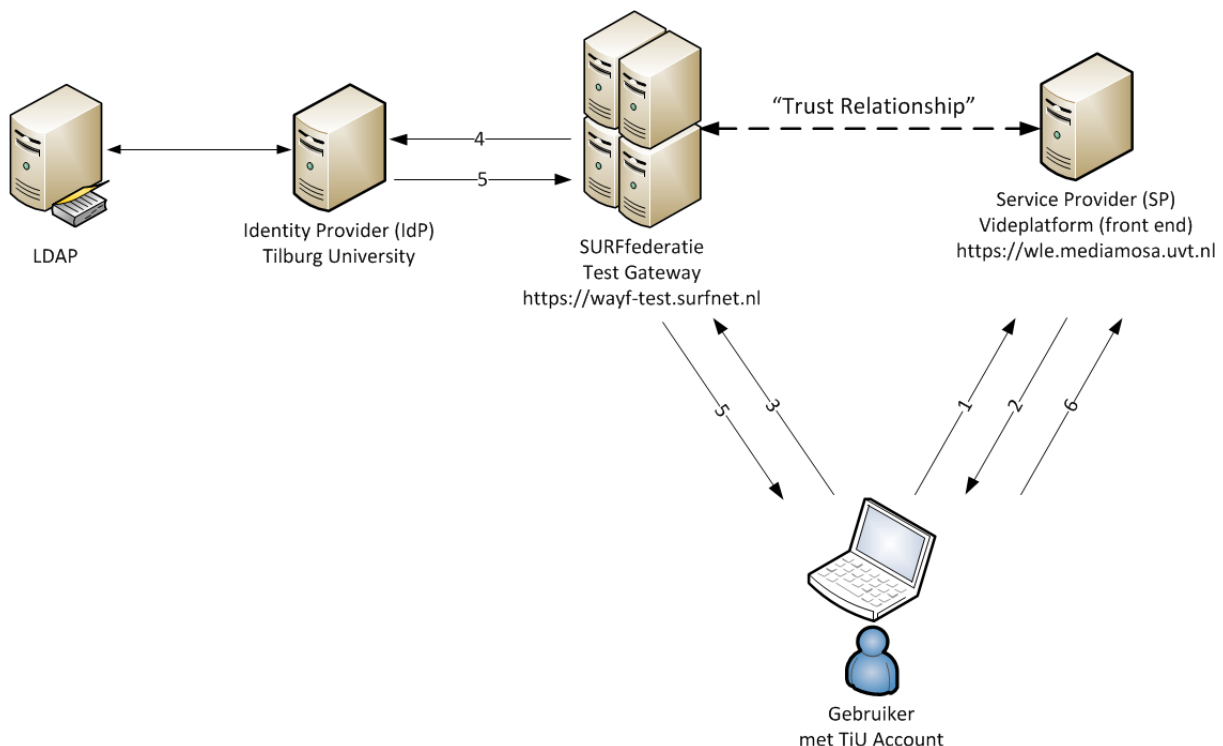 “Trust Relationship”
4
5
LDAP
Identity Provider (IdP)
Tilburg University
SURFfederatie
Test Gateway
https://wayf-test.surfnet.nl
Service Provider (SP)
Videplatform (front end)
https://wle.mediamosa.uvt.nl
5
3
1
2
6
Gebruiker
met TiU Account